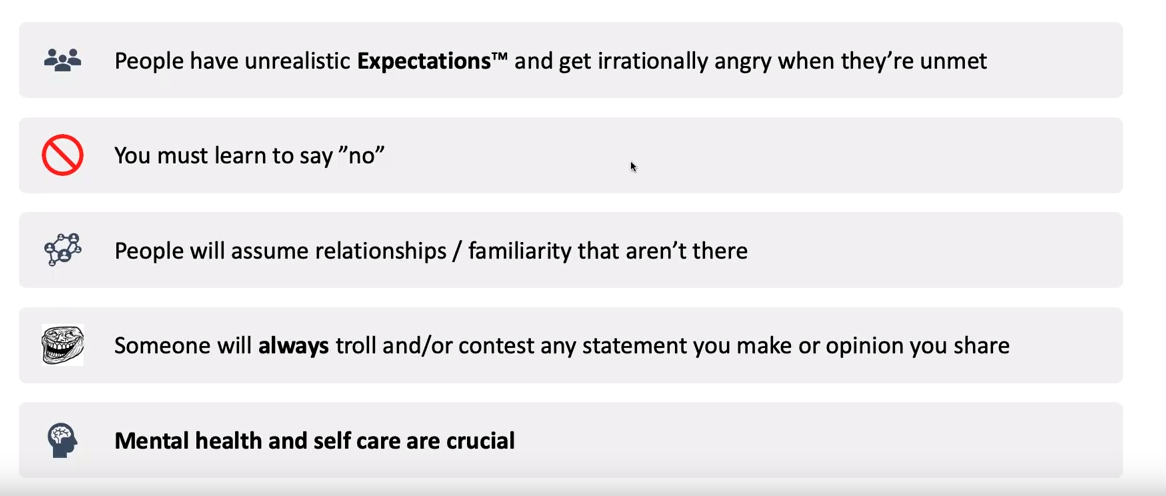 People have unrealistic Expectations™ and get irrationally angry when they’re unmet
You must learn to say ”no”
People will assume relationships / familiarity that aren’t there
Someone will always troll and/or contest any statement you make or opinion you share
Mental health and self care are crucial